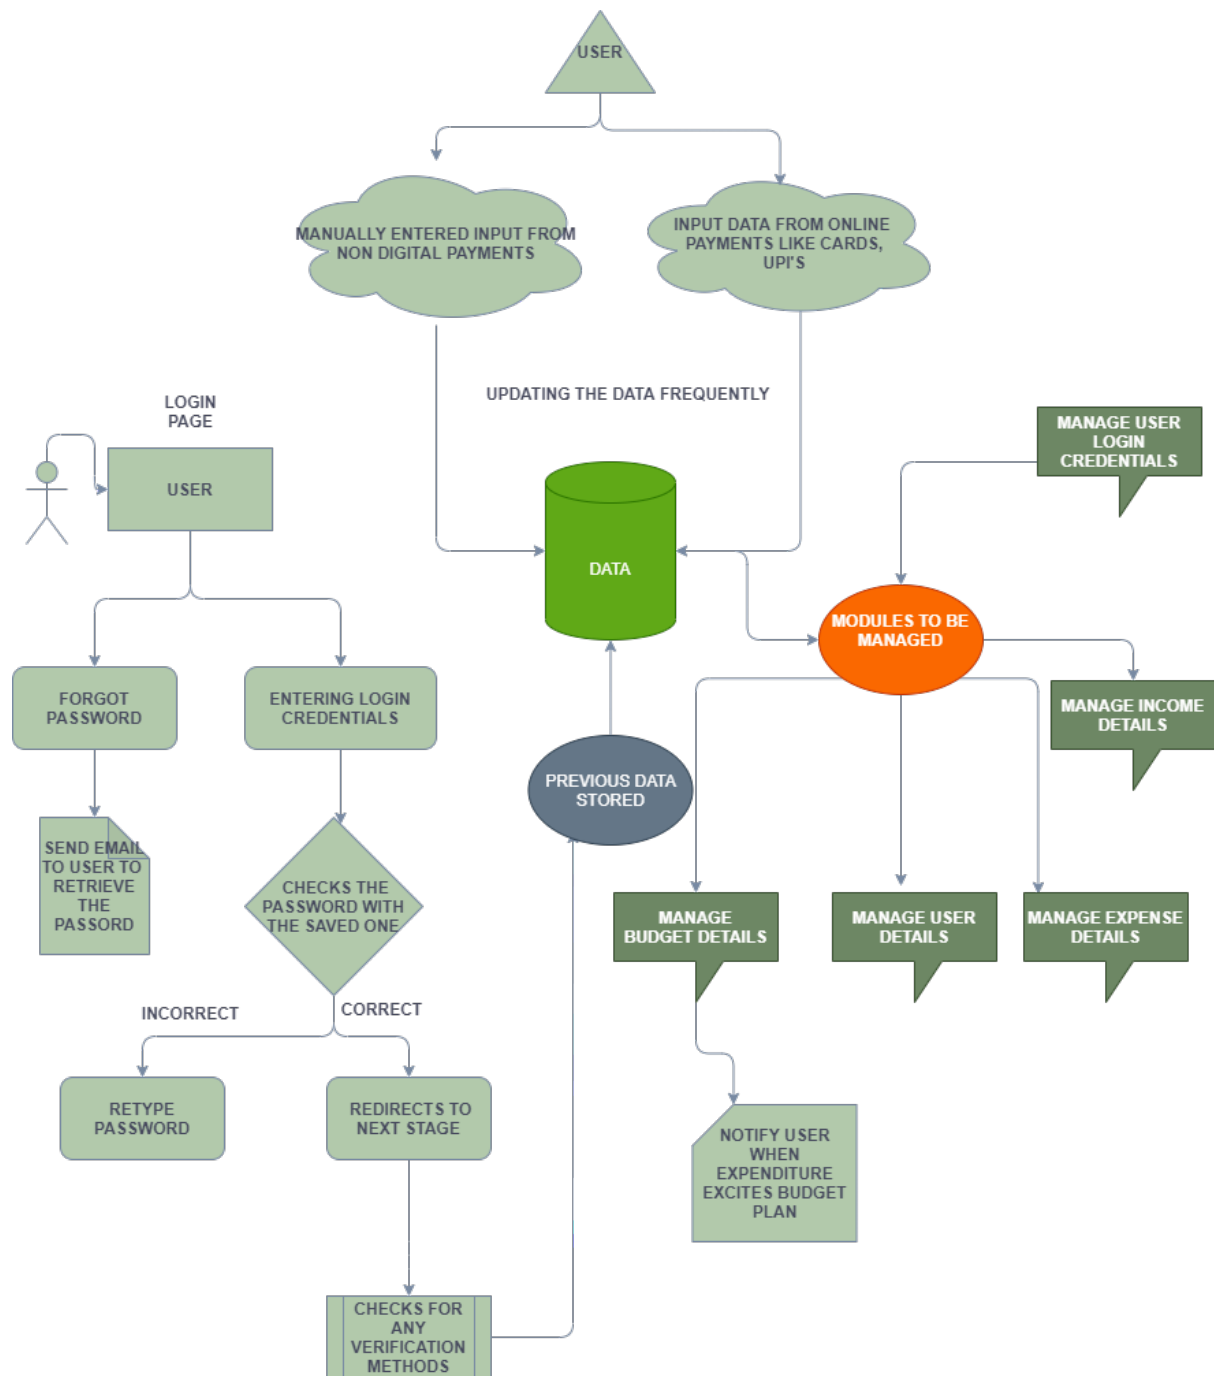 USER
MANUALLY ENTERED INPUT FROM
NON DIGITAL PAYMENTS
INPUT DATA FROM ONLINE
PAYMENTS LIKE CARDS,
UPI'S
UPDATING THE DATA FREQUENTLY
LOGIN
PAGE
USER
MANAGE USER
LOGIN
CREDENTIALS
DATA
MODULES TO BE
MANAGED
FORGOT
PASSWORD
ENTERING LOGIN
CREDENTIALS
MANAGE INCOME
DETAILS
PREVIOUS DATA
STORED
SEND EMAIL
TO USER TO
RETRIEVE
THE
PASSORD
CHECKS THE
PASSWORD WITH
THE SAVED ONE
MANAGE
BUDGET DETAILS
MANAGE USER
DETAILS
MANAGE EXPENSE
DETAILS
INCORRECT
CORRECT
RETYPE
PASSWORD
REDIRECTS TO
NEXT STAGE
NOTIFY USER
WHEN
EXPENDITURE
EXCITES BUDGET
PLAN
CHECKS FOR
ANY
VERIFICATION
METHODS